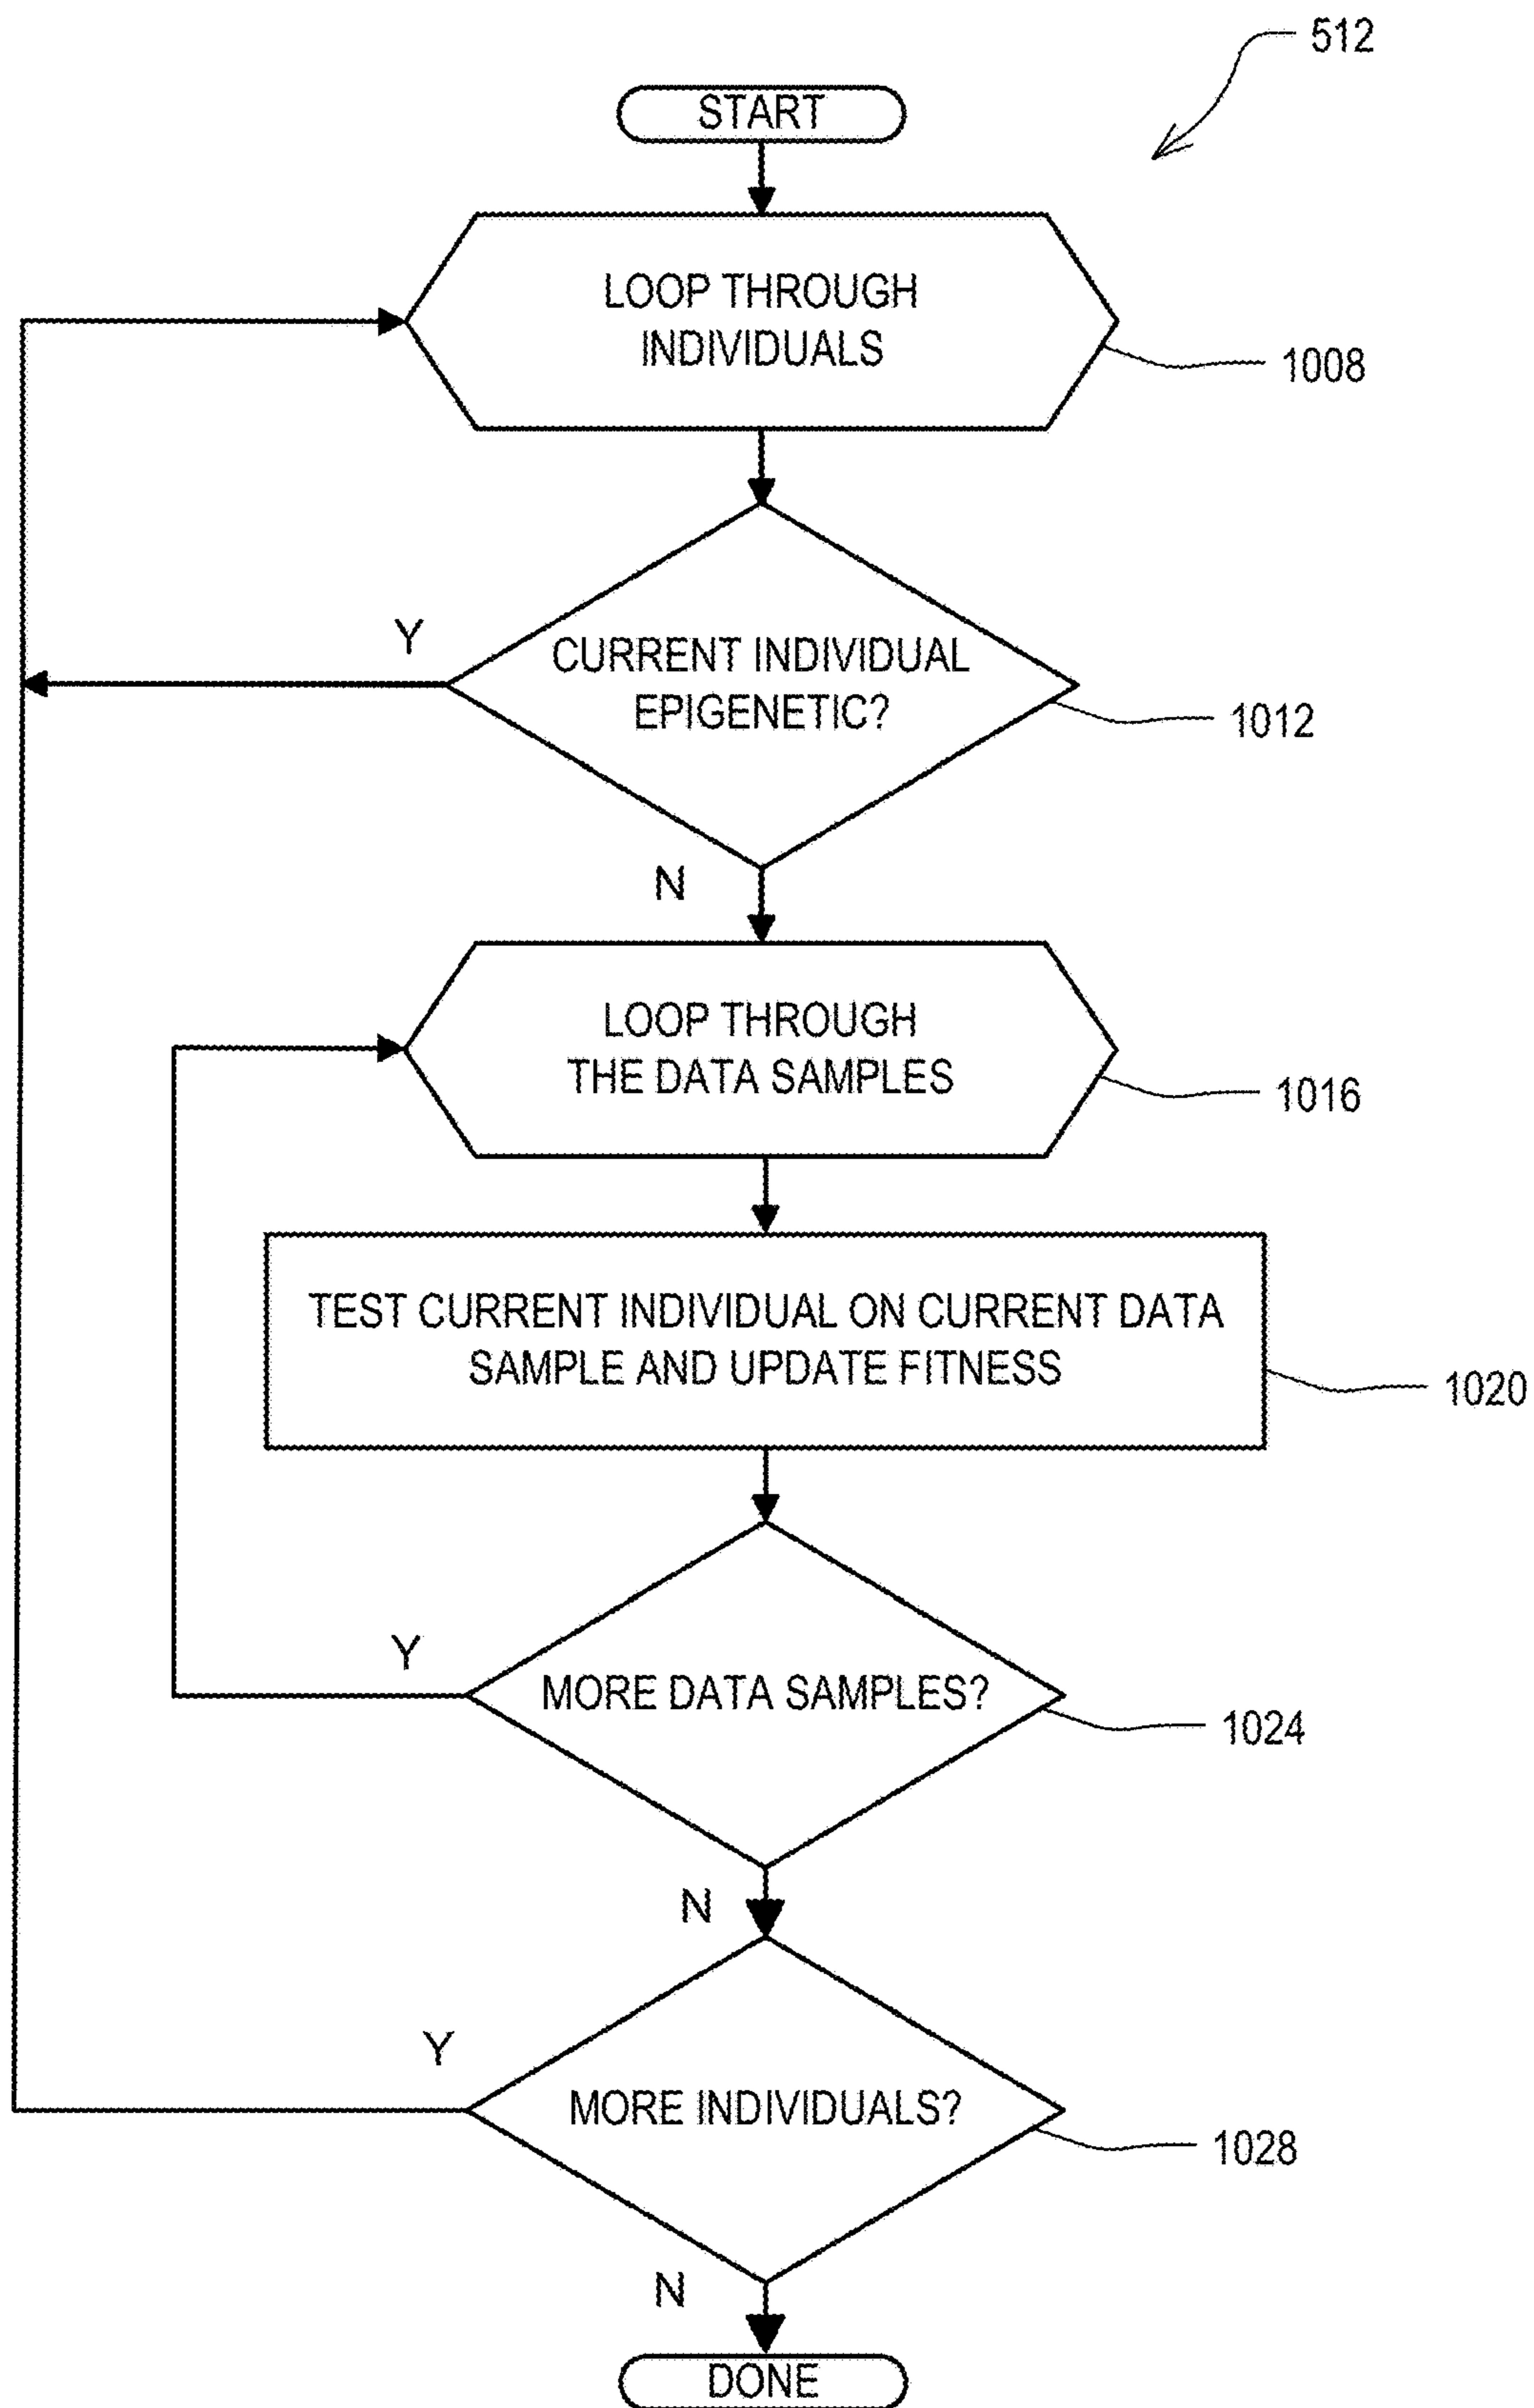 512
START
LOOP THROUGH
INDIVIDUALS
1008
Y
CURRENT INDIVIDUAL
EPIGENETIC?
1012
N
LOOP THROUGH
THE DATA SAMPLES
1016
TEST CURRENT INDIVIDUAL ON CURRENT DATA
SAMPLE AND UPDATE FITNESS
1020
Y
MORE DATA SAMPLES?
1024
N
Y
MORE INDIVIDUALS?
1028
N
DONE